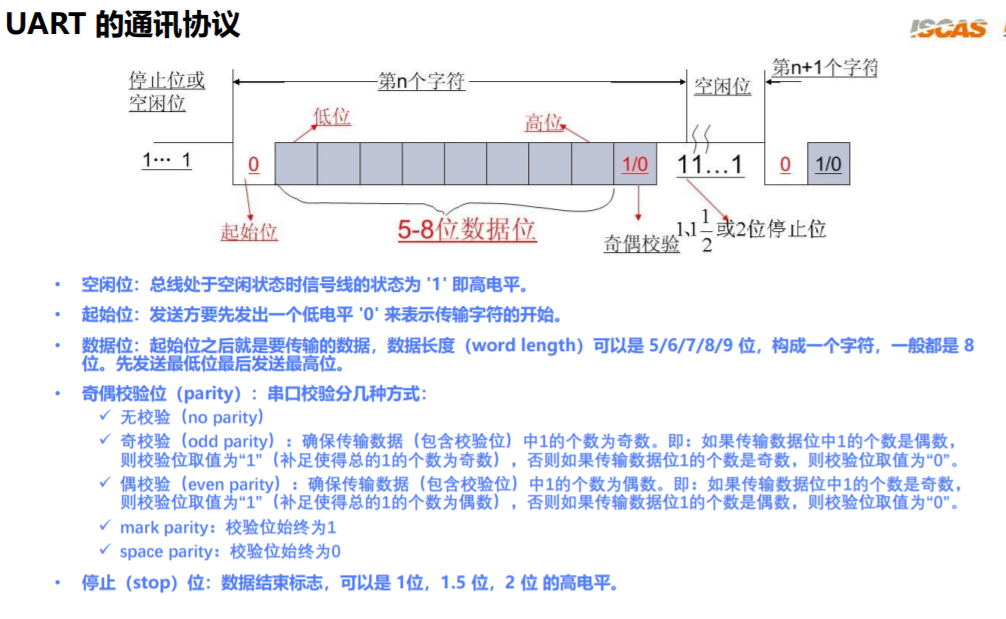 UART 的通讯协议
ISCAS
停止位或
空闲位
第n个字符
空闲位
第n+1个字符
低位
高位
1… 1
0
1/0
11…1
0
1/0
起始位
5-8位数据位
奇偶校验
1,1 1/2 或2位停止位
• 空闲位：总线处于空闲状态时信号线的状态为 '1' 即高电平。
• 起始位：发送方要先发出一个低电平 '0' 来表示传输字符的开始。
• 数据位：起始位之后就是要传输的数据，数据长度（word length）可以是 5/6/7/8/9 位，构成一个字符，一般都是 8
位。先发送最低位最后发送最高位。
• 奇偶校验位（parity）：串口校验分几种方式：
✓ 无校验（no parity）
✓ 奇校验（odd parity）：确保传输数据（包含校验位）中1的个数为奇数。即：如果传输数据位中1的个数是偶数，
则校验位取值为“1”（补足使得总的1的个数为奇数），否则如果传输数据位1的个数是奇数，则校验位取值为“0”。
✓ 偶校验（even parity）：确保传输数据（包含校验位）中1的个数为偶数。即：如果传输数据位中1的个数是奇数，
则校验位取值为“1”（补足使得总的1的个数为偶数），否则如果传输数据位1的个数是偶数，则校验位取值为“0”。
✓ mark parity：校验位始终为1
✓ space parity：校验位始终为0
• 停止（stop）位：数据结束标志，可以是 1位，1.5 位，2 位 的高电平。